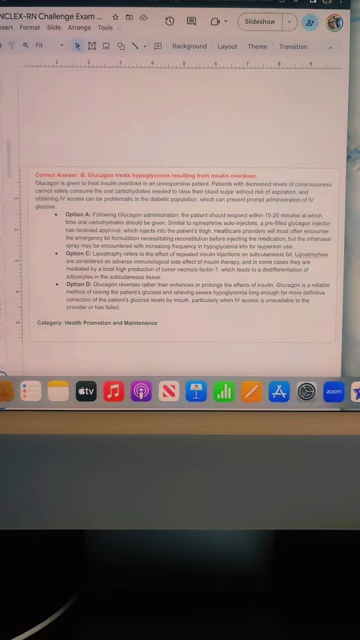 NCLEX-RN Challenge Exam ...
Slideshow
Insert Format Slide Arrange Tools ...
Fit
Background Layout Theme Transition
1 2 3 4 5 6 7 8 9
Correct Answer: B. Glucagon treats hypoglycemia resulting from insulin overdose.
Glucagon is given to treat insulin overdose in an unresponsive patient. Patients with decreased levels of consciousness
cannot safely consume the oral carbohydrates needed to raise their blood sugar without risk of aspiration, and
obtaining IV access can be problematic in the diabetic population, which can prevent prompt administration of IV
glucose.
• Option A: Following Glucagon administration, the patient should respond within 15-20 minutes at which
time oral carbohydrates should be given. Similar to epinephrine auto-injectors, a pre-filled glucagon injector
has received approval, which injects into the patient's thigh. Healthcare providers will most often encounter
the emergency kit formulation necessitating reconstitution before injecting the medication, but the intranasal
spray may be encountered with increasing frequency in hypoglycemia kits for layperson use.
• Option C: Lipoatrophy refers to the effect of repeated insulin injections on subcutaneous fat. Lipoatrophies
are considered an adverse immunological side effect of insulin therapy, and in some cases they are
mediated by a local high production of tumor necrosis factor-?, which leads to a dedifferentiation of
adipocytes in the subcutaneous tissue.
• Option D: Glucagon reverses rather than enhances or prolongs the effects of insulin. Glucagon is a reliable
method of raising the patient's glucose and relieving severe hypoglycemia long enough for more definitive
correction of the patient's glucose levels by mouth, particularly when IV access is unavailable to the
provider or has failed.
Category: Health Promotion and Maintenance
tv
zoom